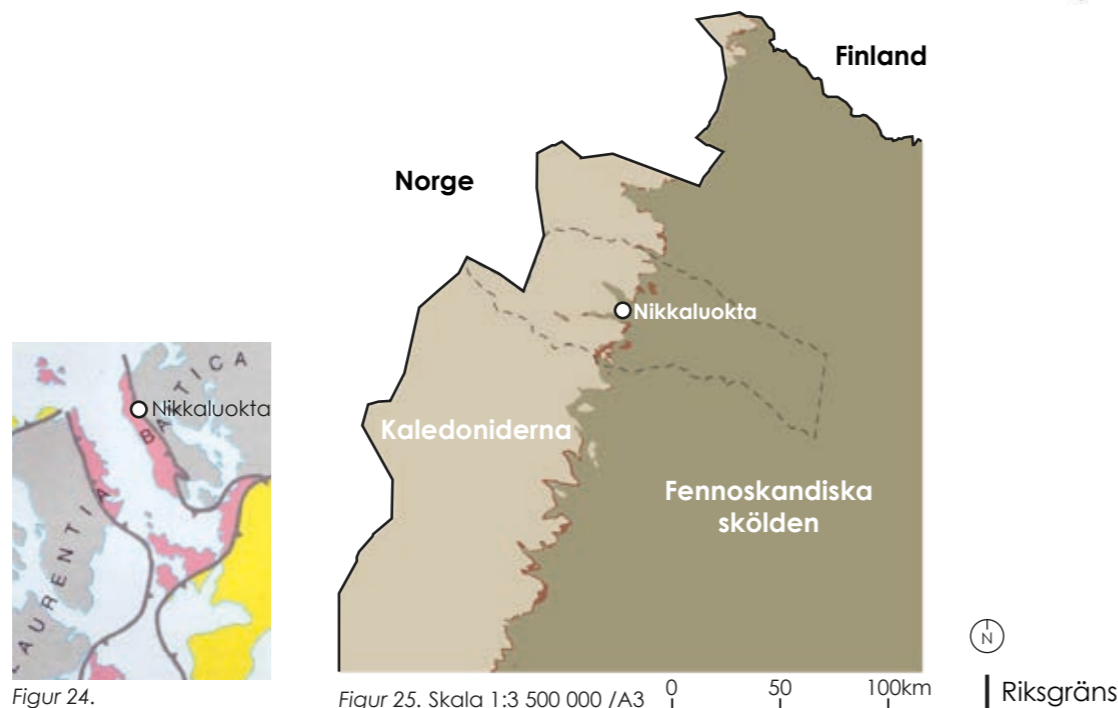 Finland
Norge
Nikkaluokta
Kaledoniderna
Fennoskandiska
skölden
BALTICA
Nikkaluokta
LAURENTIA
N
Riksgräns
Figur 24.
Figur 25. Skala 1:3 500 000 /A3
0 50 100km